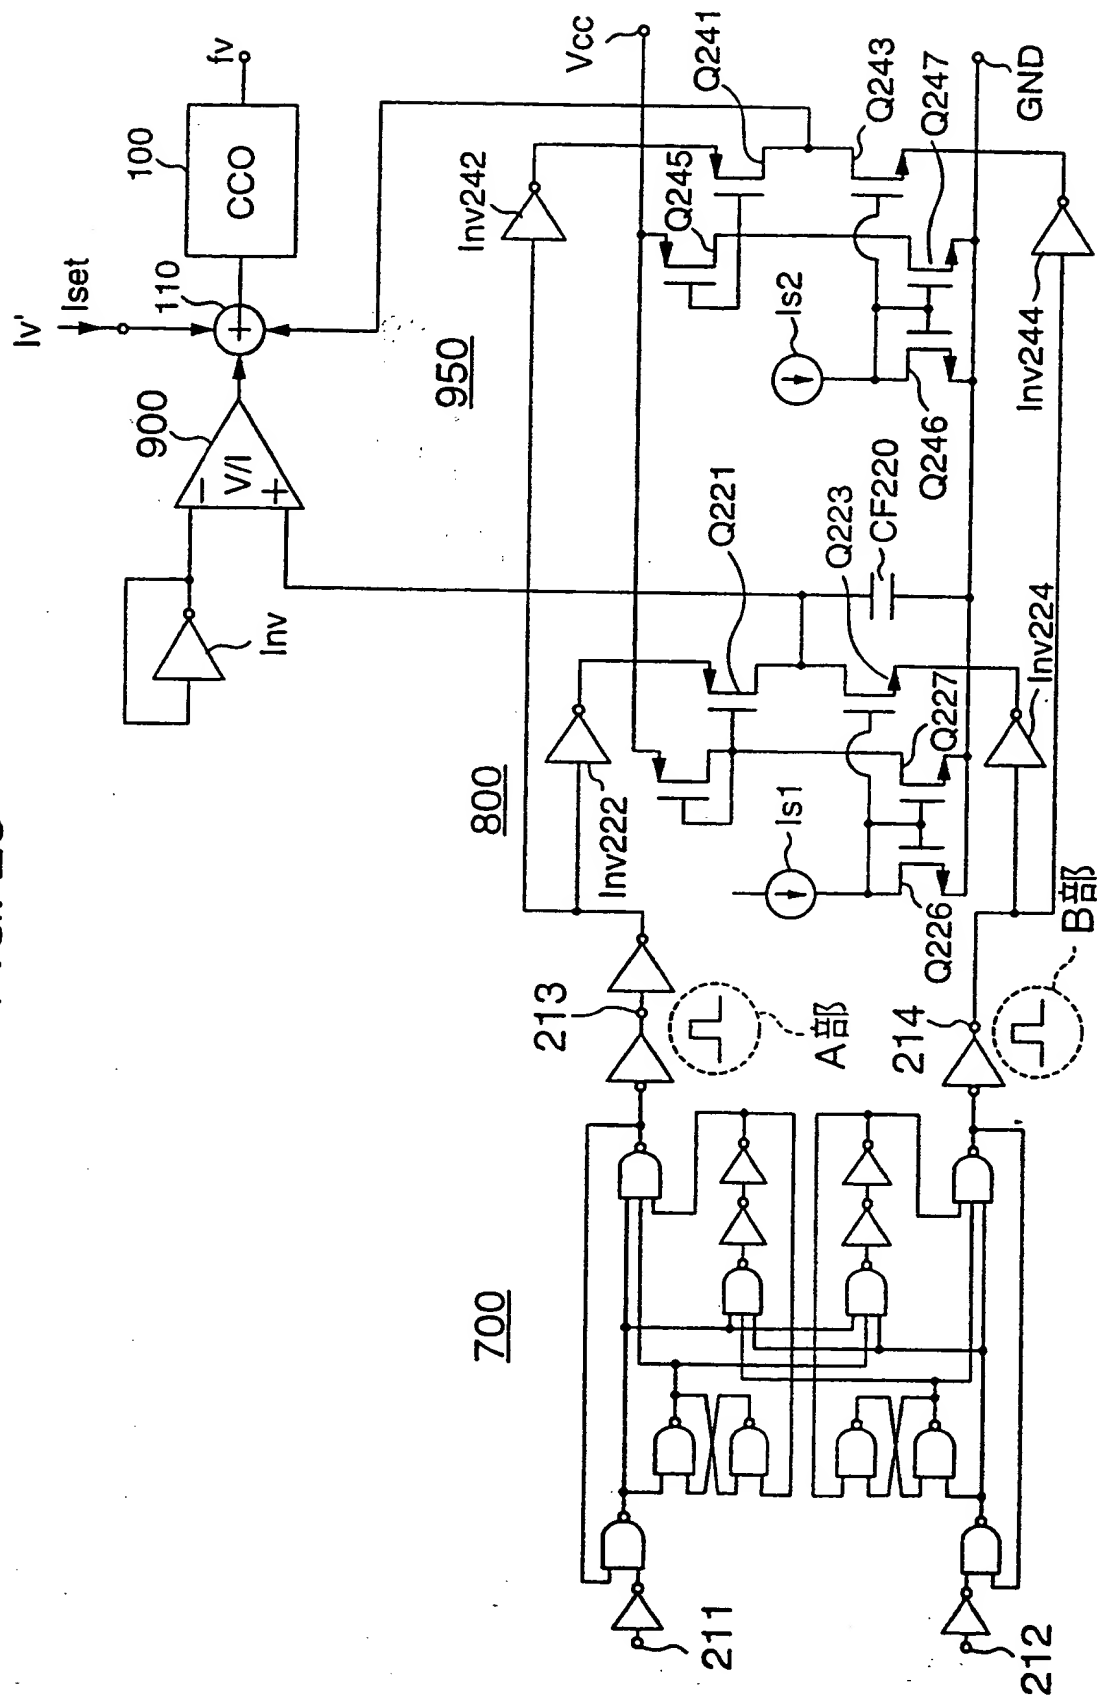 Iv'
Iset
110
100
CCO
fv
900
V/I
Inv
950
Inv242
Vcc
Q241
Q245
Q243
Q247
GND
Is2
Q246
Inv244
800
Inv222
Q221
Q223
CF220
Is1
Q227
Q226
Inv224
213
A部
214
B部
700
211
212